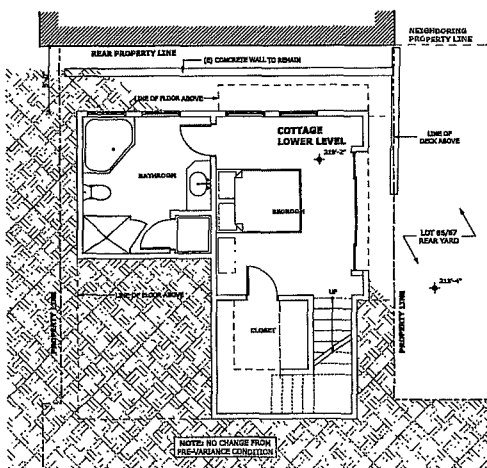 NEIGHBORING
PROPERTY LINE
REAR PROPERTY LINE
(E) CONCRETE WALL TO REMAIN
LINE OF FLOOR ABOVE
COTTAGE
LOWER LEVEL
LINE OF
DECK ABOVE
BATHROOM
BEDROOM
LOT 65/67
REAR YARD
LINE OF FLOOR ABOVE
UP
PROPERTY LINE
PROPERTY LINE
CLOSET
NOTE: NO CHANGE FROM
PRE-VARIANCE CONDITION